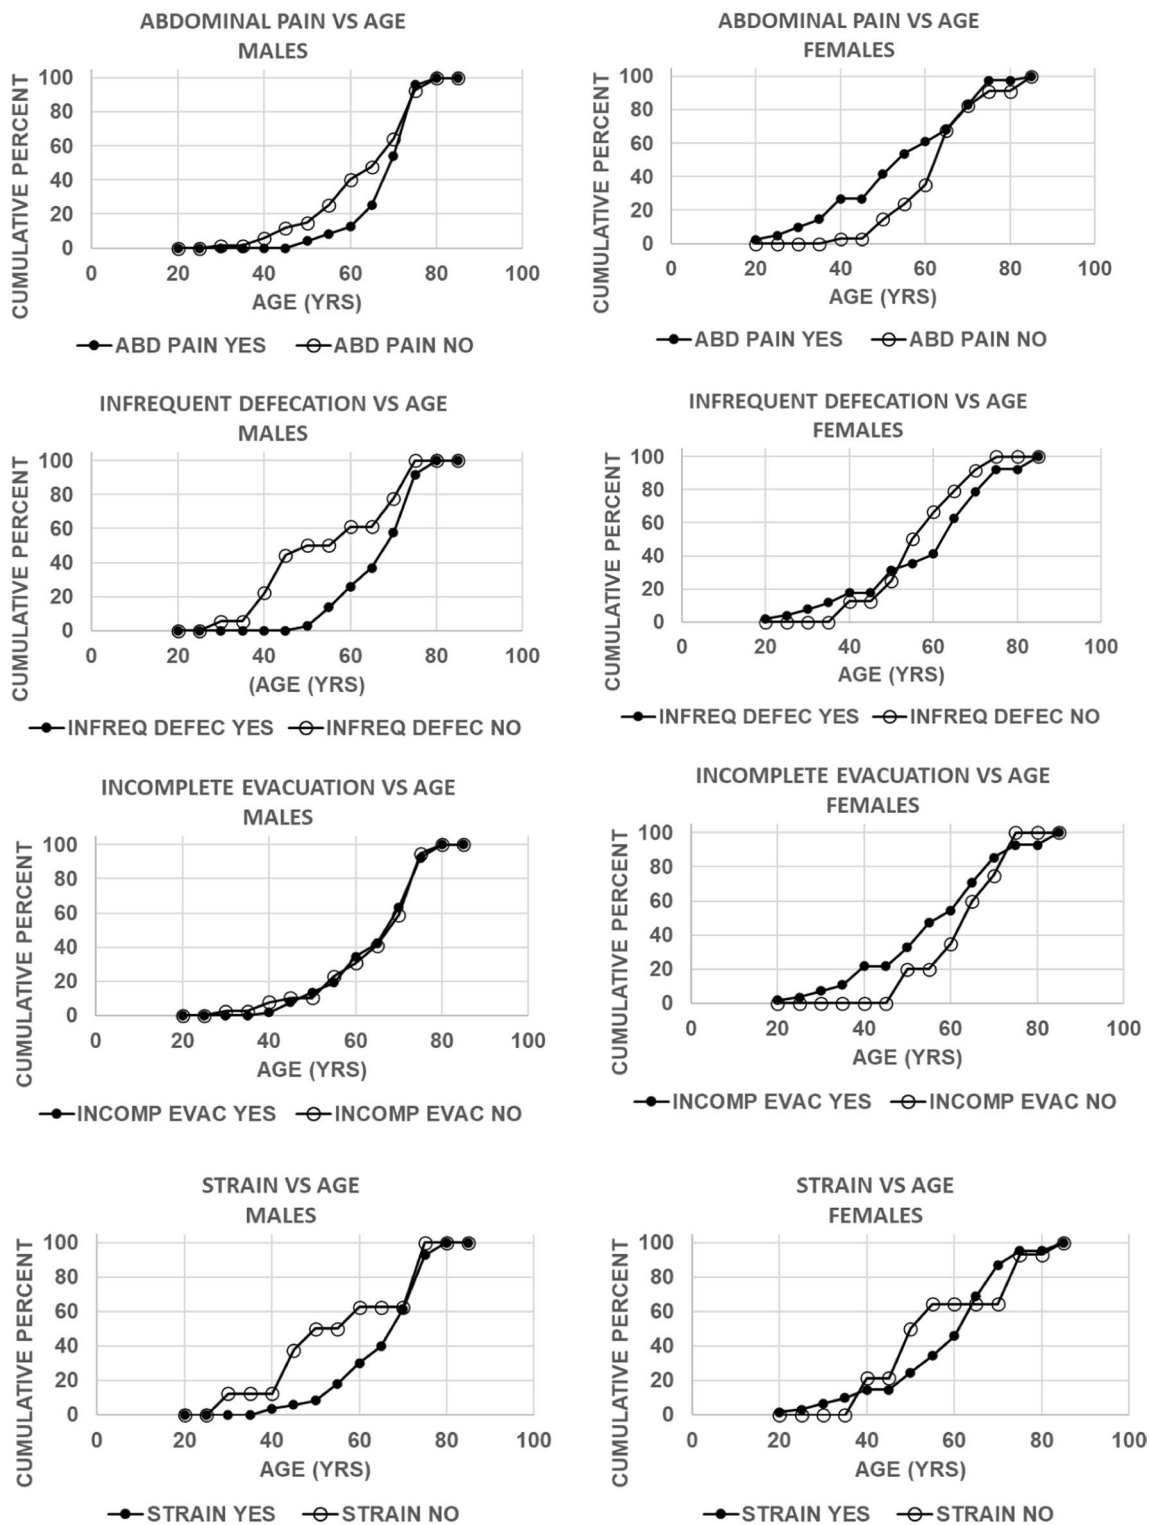 ABDOMINAL PAIN VS AGE
MALES
CUMULATIVE PERCENT
100
80
60
40
20
0
0 20 40 60 80 100
AGE (YRS)
ABD PAIN YES ABD PAIN NO
ABDOMINAL PAIN VS AGE
FEMALES
CUMULATIVE PERCENT
100
80
60
40
20
0
0 20 40 60 80 100
AGE (YRS)
ABD PAIN YES ABD PAIN NO
INFREQUENT DEFECATION VS AGE
MALES
CUMULATIVE PERCENT
100
80
60
40
20
0
0 20 40 60 80 100
(AGE (YRS)
INFREQ DEFEC YES INFREQ DEFEC NO
INFREQUENT DEFECATION VS AGE
FEMALES
CUMULATIVE PERCENT
100
80
60
40
20
0
0 20 40 60 80 100
AGE (YRS)
INFREQ DEFEC YES INFREQ DEFEC NO
INCOMPLETE EVACUATION VS AGE
MALES
CUMULATIVE PERCENT
100
80
60
40
20
0
0 20 40 60 80 100
AGE (YRS)
INCOMP EVAC YES INCOMP EVAC NO
INCOMPLETE EVACUATION VS AGE
FEMALES
CUMULATIVE PERCENT
100
80
60
40
20
0
0 20 40 60 80 100
AGE (YRS)
INCOMP EVAC YES INCOMP EVAC NO
STRAIN VS AGE
MALES
CUMULATIVE PERCENT
100
80
60
40
20
0
0 20 40 60 80 100
AGE (YRS)
STRAIN YES STRAIN NO
STRAIN VS AGE
FEMALES
CUMULATIVE PERCENT
100
80
60
40
20
0
0 20 40 60 80 100
AGE (YRS)
STRAIN YES STRAIN NO